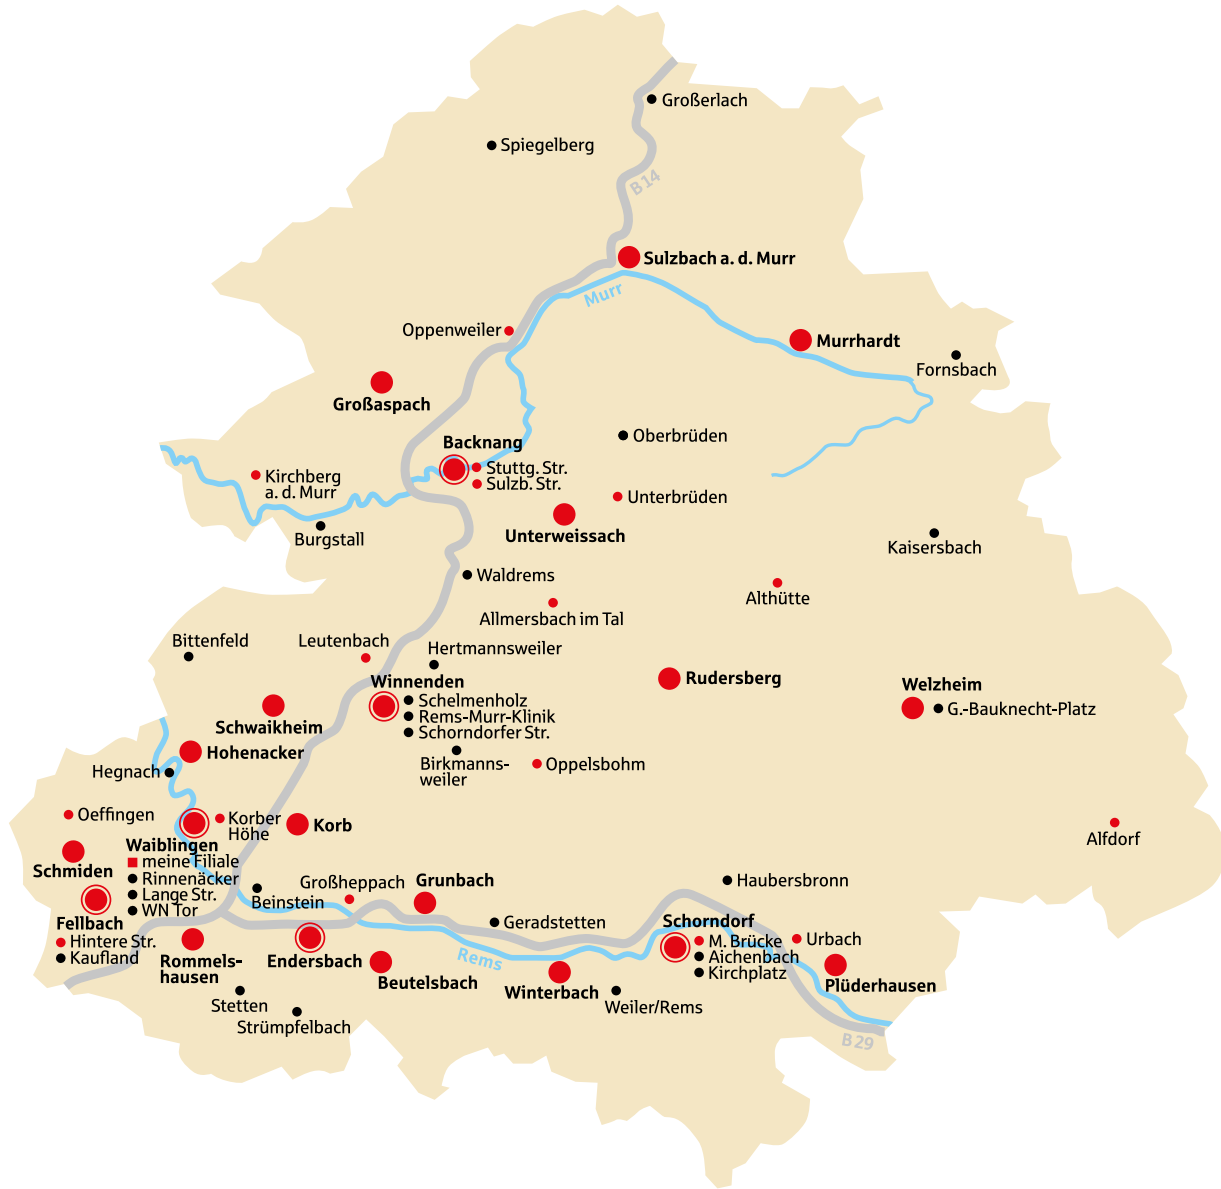 Großerlach
Spiegelberg
B 14
Sulzbach a. d. Murr
Murr
Oppenweiler
Murrhardt
Fornsbach
Großaspach
Backnang
Stuttg. Str.
Sulzb. Str.
Oberbrüden
Kirchberg
a. d. Murr
Unterbrüden
Burgstall
Unterweissach
Kaisersbach
Waldrems
Althütte
Allmersbach im Tal
Bittenfeld
Leutenbach
Hertmannsweiler
Winnenden
Schelmenholz
Rems-Murr-Klinik
Schorndorfer Str.
Rudersberg
Welzheim
G.-Bauknecht-Platz
Schwaikheim
Hohenacker
Birkmanns-
weiler
Oppelsbohm
Hegnach
Oeffingen
Korber
Höhe
Korb
Alfdorf
Waiblingen
meine Filiale
Rinnenäcker
Lange Str.
WN Tor
Schmiden
Fellbach
Hintere Str.
Kaufland
Beinstein
Großheppach
Grunbach
Haubersbronn
Geradstetten
Schorndorf
M. Brücke
Aichenbach
Kirchplatz
Urbach
Rommels-
hausen
Endersbach
Beutelsbach
Rems
Winterbach
Plüderhausen
Stetten
Strümpfelbach
Weiler/Rems
B 29